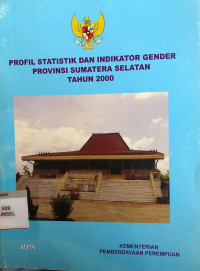 PROFIL STATISTIK DAN INDIKATOR GENDER
PROVINSI SUMATERA SELATAN
TAHUN 2000
KEMENTERIAN
PEMBERDAYAAN PEREMPUAN